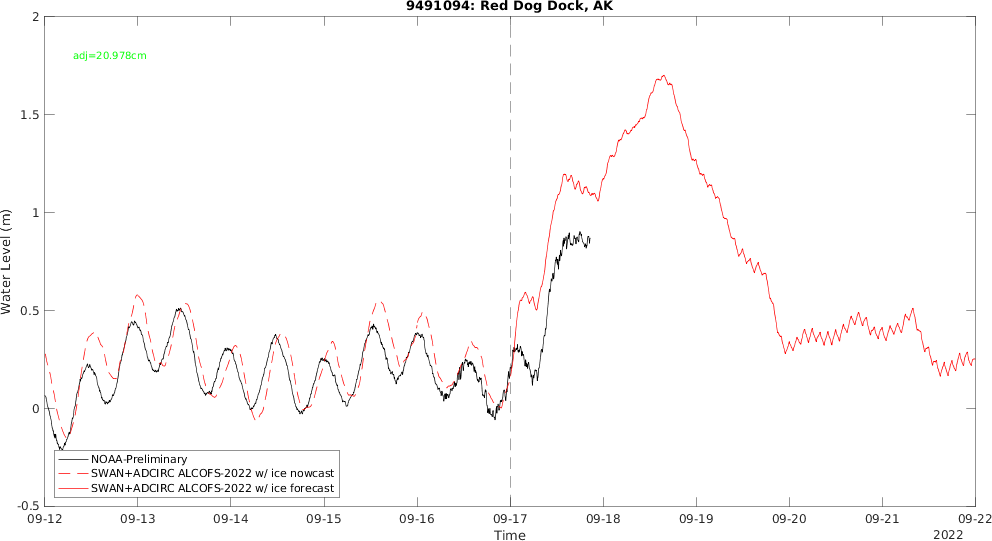 9491094: Red Dog Dock, AK
adj=20.978cm
2
1.5
1
0.5
0
-0.5
Water Level (m)
NOAA-Preliminary
SWAN+ADCIRC ALCOFS-2022 w/ ice nowcast
SWAN+ADCIRC ALCOFS-2022 w/ ice forecast
09-12 09-13 09-14 09-15 09-16 09-17 09-18 09-19 09-20 09-21 09-22
Time
2022